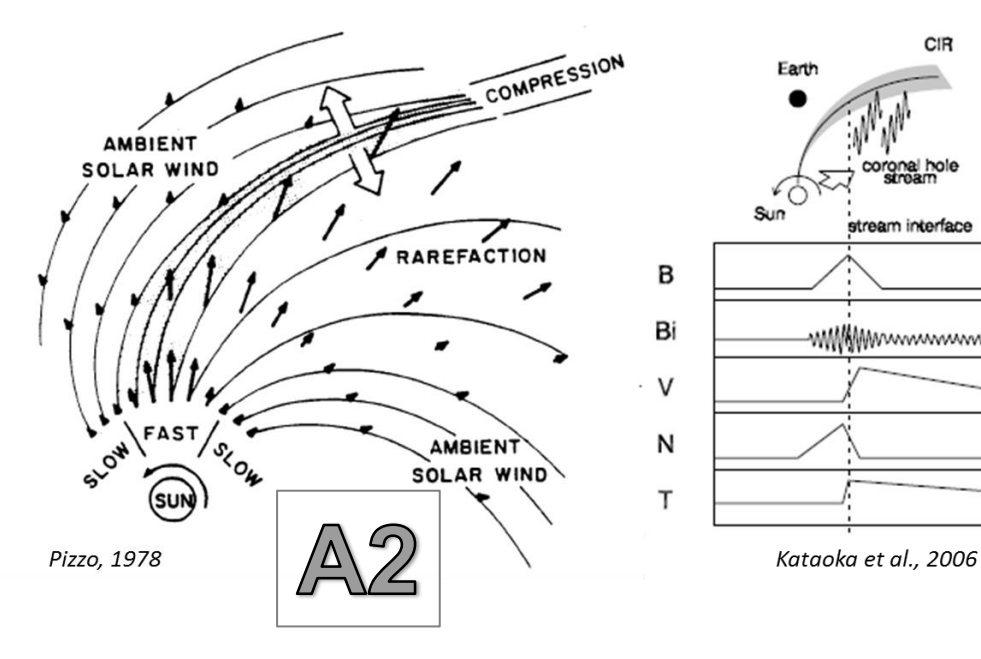 COMPRESSION
AMBIENT
SOLAR WIND
RAREFACTION
AMBIENT
SOLAR WIND
SLOW
FAST
SLOW
SUN
Pizzo, 1978
A2
CIR
Earth
coronal hole
stream
Sun
stream interface
B
Bi
V
N
T
Kataoka et al., 2006